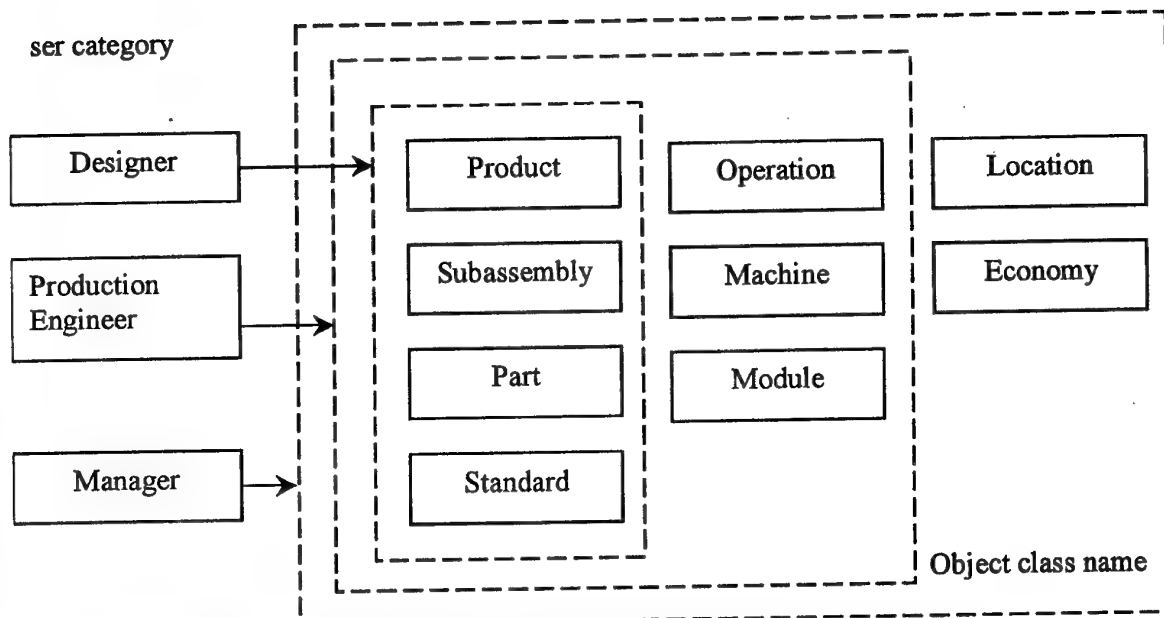 ser category
Designer
Product
Operation
Location
Production
Engineer
Subassembly
Machine
Economy
Part
Module
Manager
Standard
Object class name